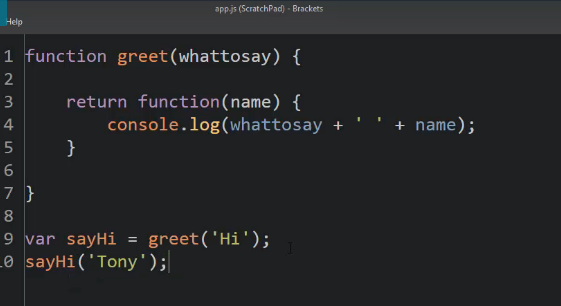 app.js (ScratchPad) - Brackets
Help
1 function greet(whattosay) {
2
3     return function(name) {
4         console.log(whattosay + ' ' + name);
5     }
6
7 }
8
9 var sayHi = greet('Hi');
10 sayHi('Tony');